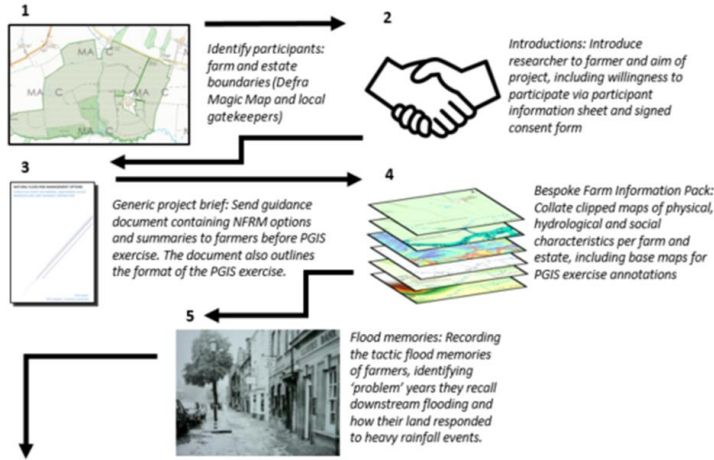 1
2
MA C
MA C
MA C
Identify participants:
farm and estate
boundaries (Defra
Magic Map and local
gatekeepers)
Introductions: Introduce
researcher to farmer and aim of
project, including willingness to
participate via participant
information sheet and signed
consent form
3
4
Generic project brief: Send guidance
document containing NFRM options
and summaries to farmers before PGIS
exercise. The document also outlines
the format of the PGIS exercise.
Bespoke Farm Information Pack:
Collate clipped maps of physical,
hydrological and social
characteristics per farm and
estate, including base maps for
PGIS exercise annotations
5
Flood memories: Recording
the tactic flood memories
of farmers, identifying
‘problem’ years they recall
downstream flooding and
how their land responded
to heavy rainfall events.